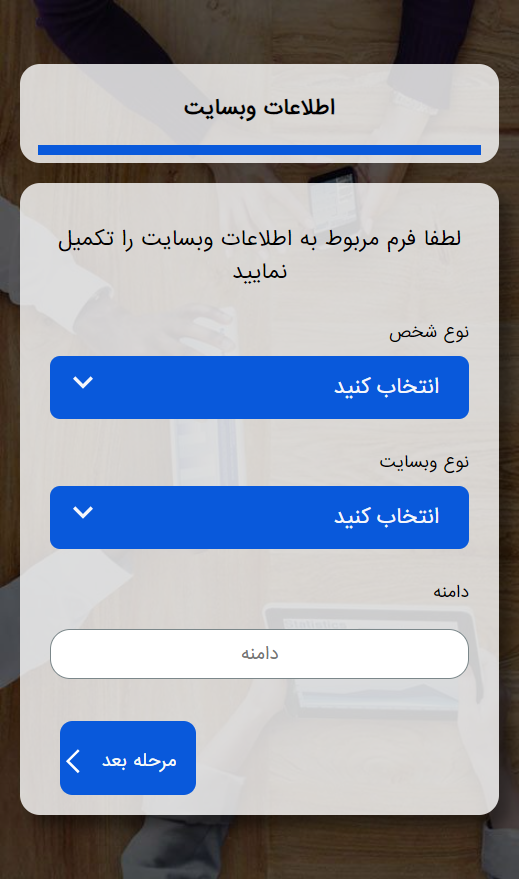 اطلاعات وبسایت
لطفا فرم مربوط به اطلاعات وبسایت را تکمیل
نمایید
نوع شخص
انتخاب کنید
نوع وبسایت
انتخاب کنید
دامنه
دامنه
مرحله بعد